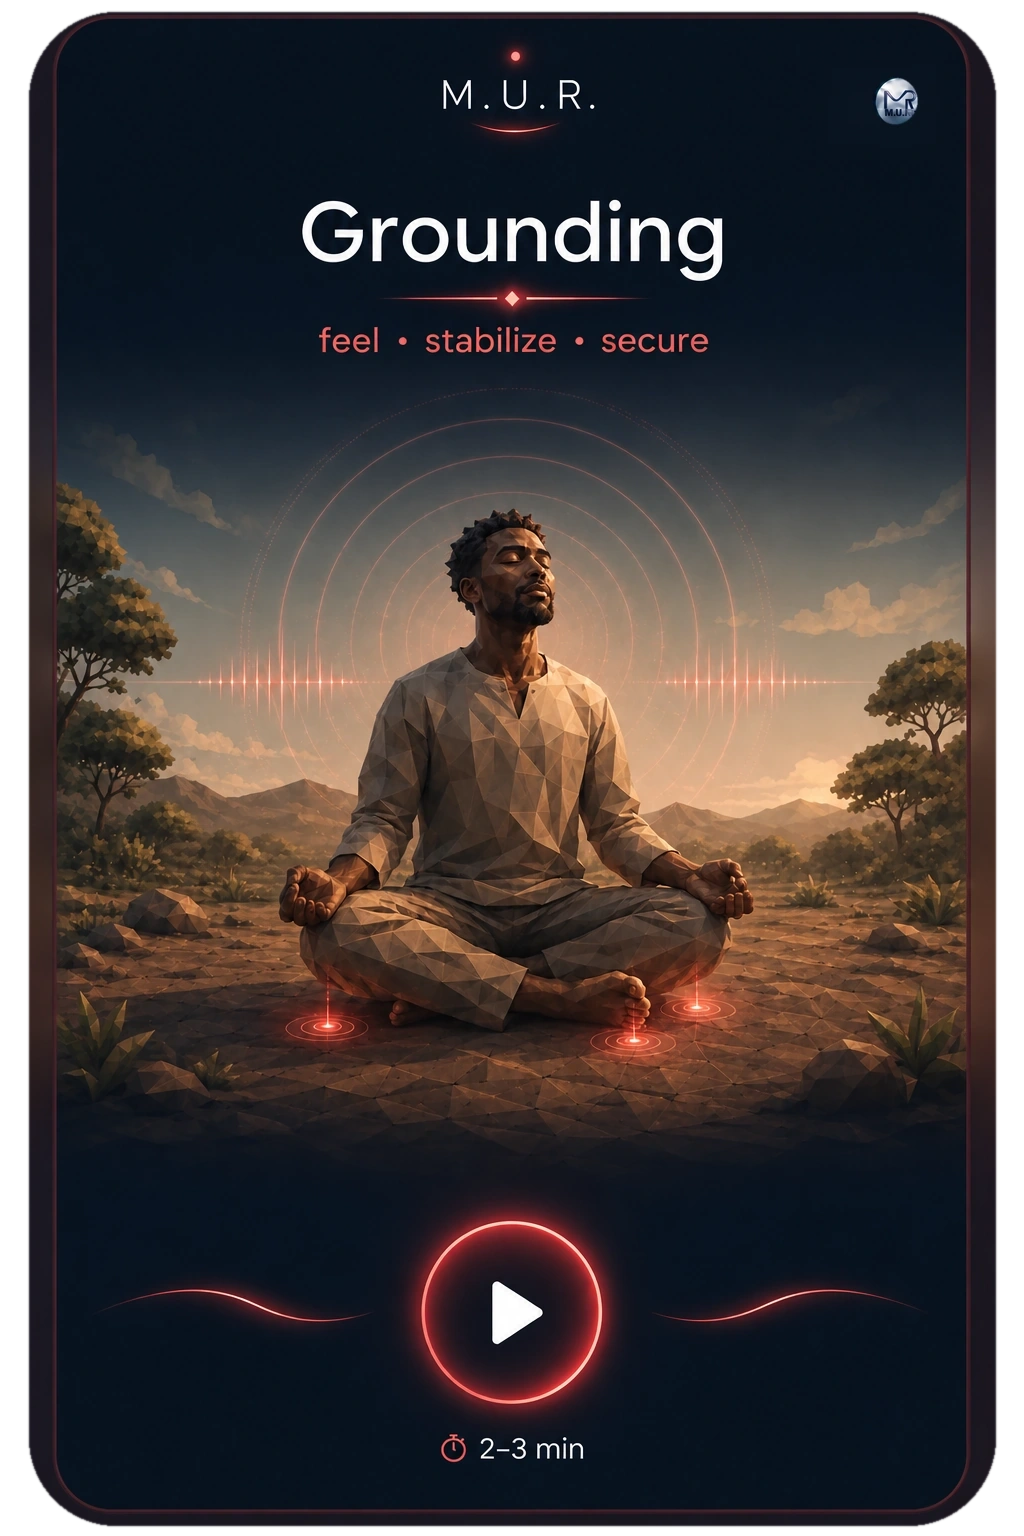 M.U.R.
M.U.R
Grounding
feel • stabilize • secure
2–3 min